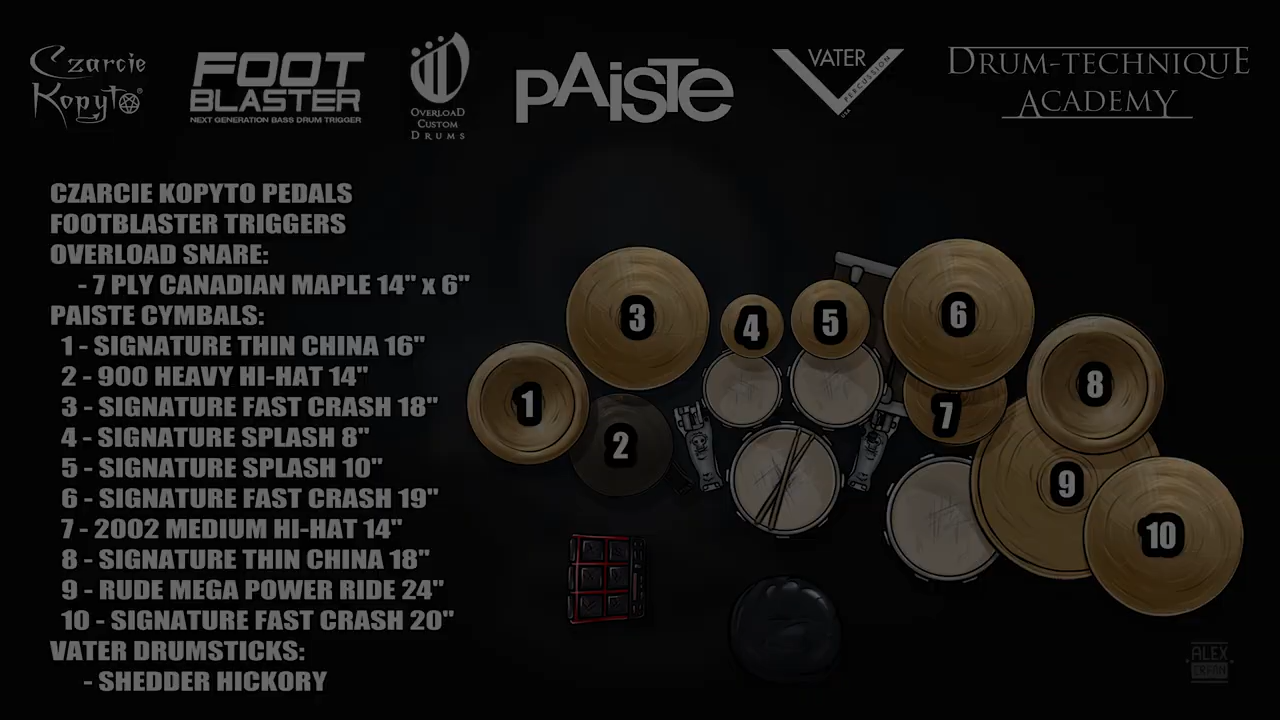 Czarcie
Kopyto
FOOT
BLASTER
NEXT GENERATION BASS DRUM TRIGGER
OVERLOAD
CUSTOM
DRUMS
PAiSTe
VATER
PERCUSSION
USA
DRUM-TECHNIQUE
ACADEMY
CZARCIE KOPYTO PEDALS
FOOTBLASTER TRIGGERS
OVERLOAD SNARE:
- 7 PLY CANADIAN MAPLE 14" x 6"
PAISTE CYMBALS:
1 - SIGNATURE THIN CHINA 16"
2 - 900 HEAVY HI-HAT 14"
3 - SIGNATURE FAST CRASH 18"
4 - SIGNATURE SPLASH 8"
5 - SIGNATURE SPLASH 10"
6 - SIGNATURE FAST CRASH 19"
7 - 2002 MEDIUM HI-HAT 14"
8 - SIGNATURE THIN CHINA 18"
9 - RUDE MEGA POWER RIDE 24"
10 - SIGNATURE FAST CRASH 20"
VATER DRUMSTICKS:
- SHEDDER HICKORY
1
2
3
4
5
6
7
8
9
10
ALEX